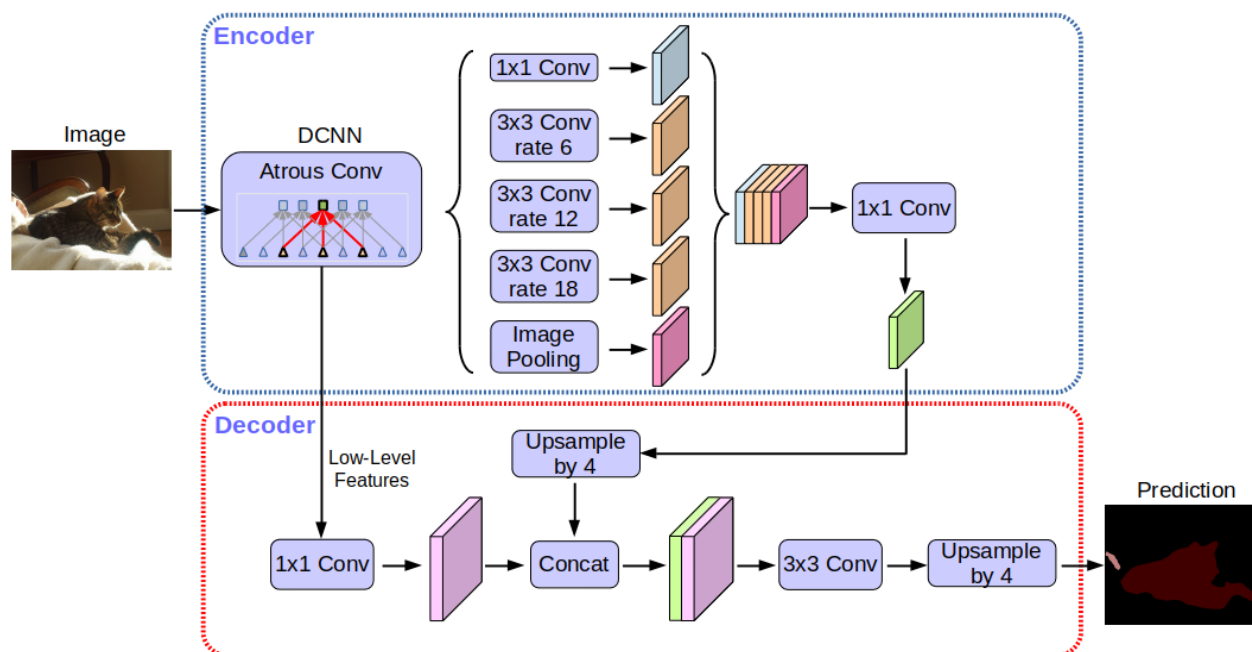 Encoder
Image
DCNN
Atrous Conv
1x1 Conv
3x3 Conv
rate 6
3x3 Conv
rate 12
3x3 Conv
rate 18
Image
Pooling
1x1 Conv
Decoder
Low-Level
Features
Upsample
by 4
1x1 Conv
Concat
3x3 Conv
Upsample
by 4
Prediction